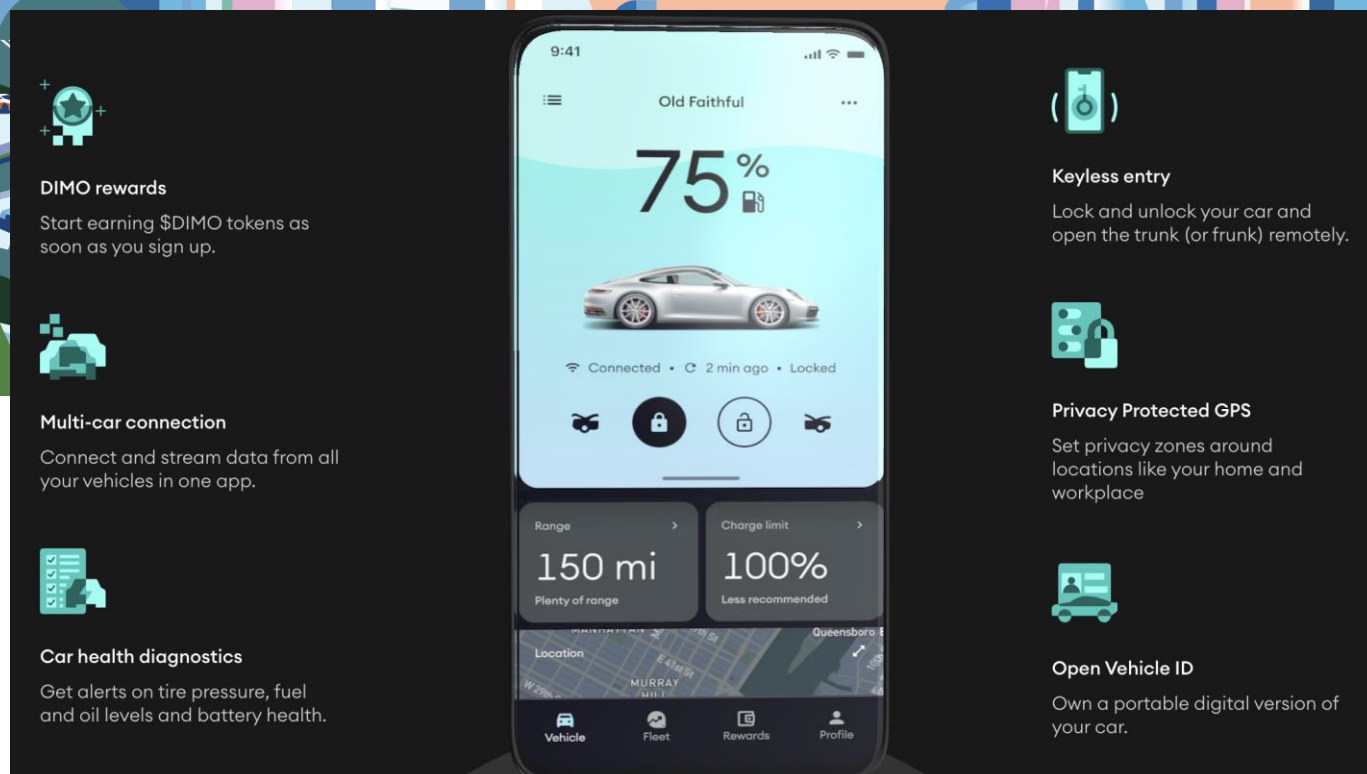 DIMO rewards
Start earning $DIMO tokens as
soon as you sign up.
Multi-car connection
Connect and stream data from all
your vehicles in one app.
Car health diagnostics
Get alerts on tire pressure, fuel
and oil levels and battery health.
9:41
Old Faithful
75%
Connected • 2 min ago • Locked
Range
150 mi
Plenty of range
Charge limit
100%
Less recommended
Queensboro
Location
E 41st St
MURRAY
HILL
Vehicle
Fleet
Rewards
Profile
Keyless entry
Lock and unlock your car and
open the trunk (or frunk) remotely.
Privacy Protected GPS
Set privacy zones around
locations like your home and
workplace
Open Vehicle ID
Own a portable digital version of
your car.